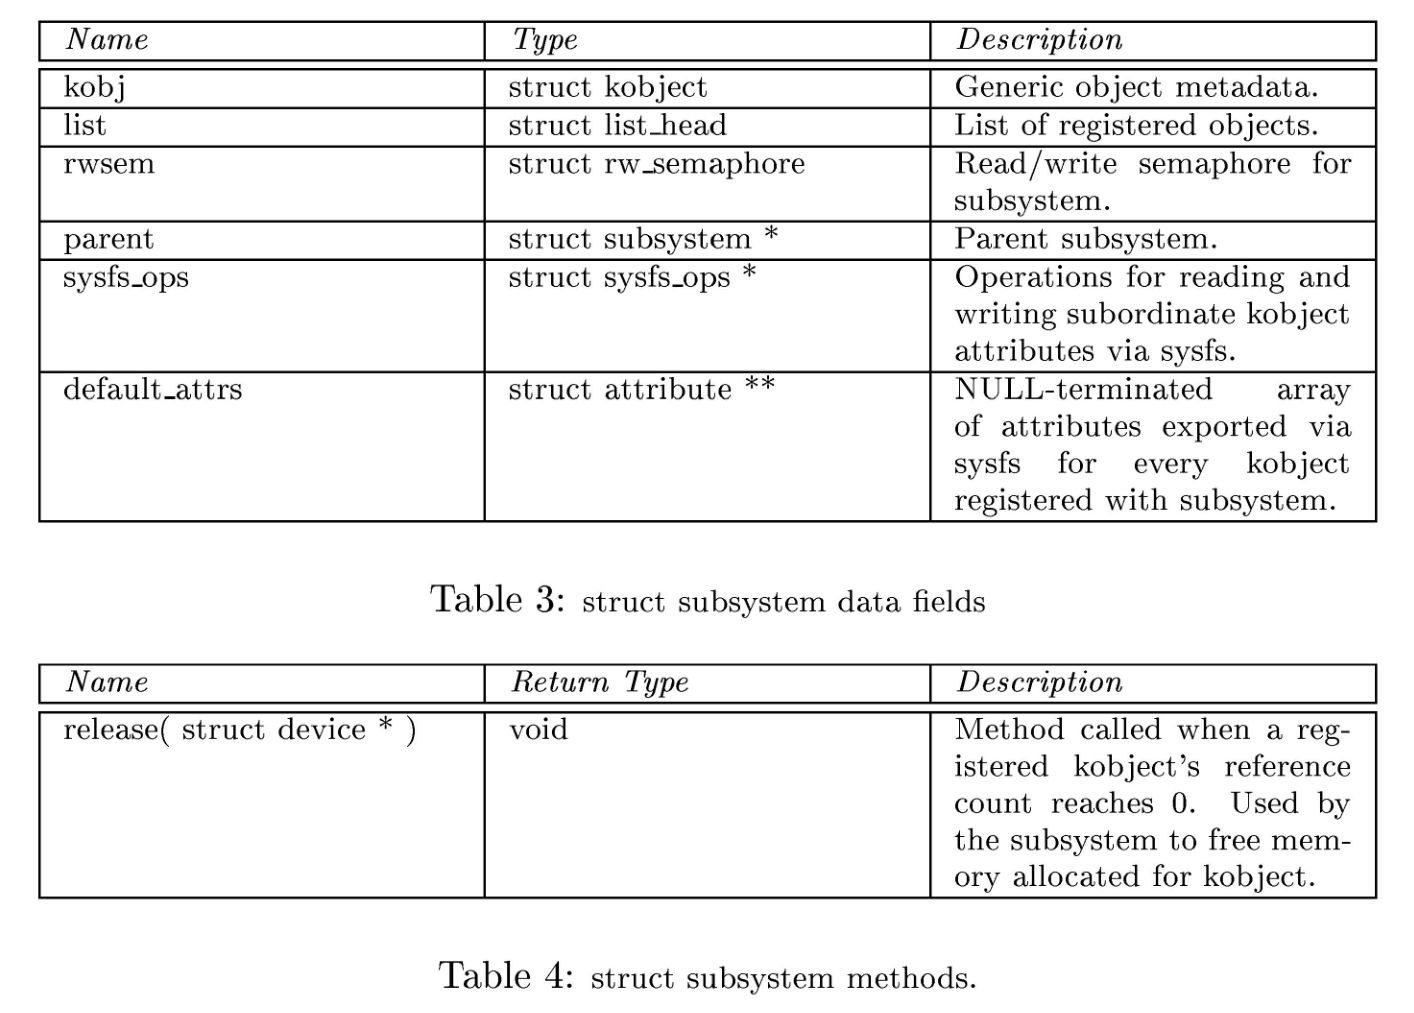 Name Type Description
kobj struct kobject Generic object metadata.
list struct list_head List of registered objects.
rwsem struct rw_semaphore Read/write semaphore for
subsystem.
parent struct subsystem * Parent subsystem.
sysfs_ops struct sysfs_ops * Operations for reading and
writing subordinate kobject
attributes via sysfs.
default_attrs struct attribute ** NULL-terminated array
of attributes exported via
sysfs for every kobject
registered with subsystem.
Table 3: struct subsystem data fields
Name Return Type Description
release( struct device * ) void Method called when a reg-
istered kobject's reference
count reaches 0. Used by
the subsystem to free mem-
ory allocated for kobject.
Table 4: struct subsystem methods.